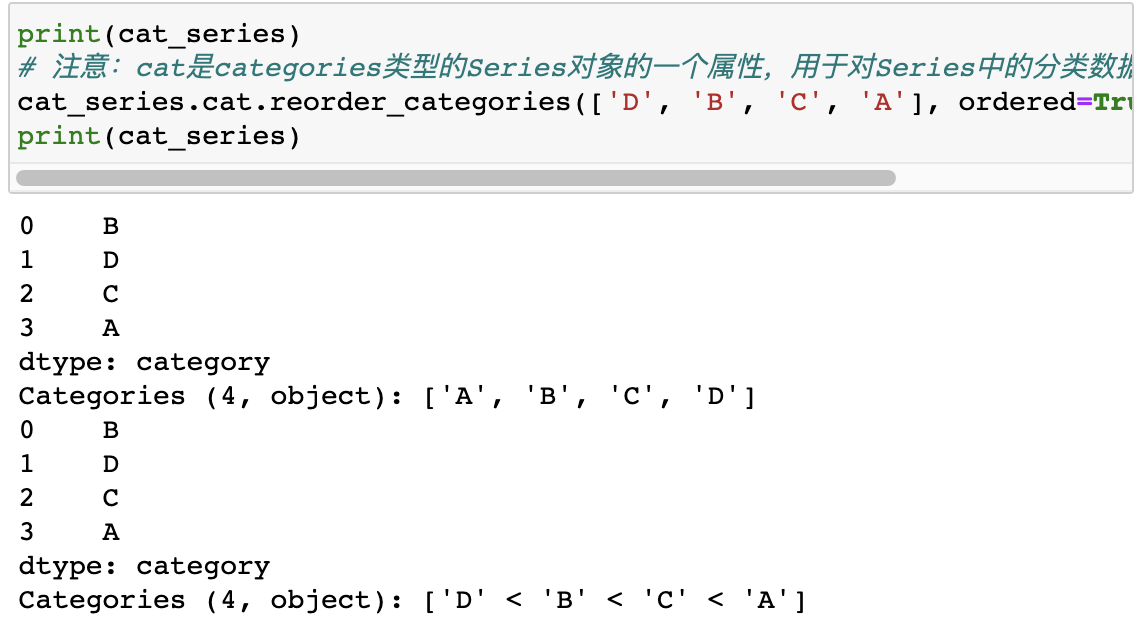 print(cat_series)
# 注意：cat是categories类型的Series对象的一个属性，用于对Series中的分类数据
cat_series.cat.reorder_categories(['D', 'B', 'C', 'A'], ordered=Tru
print(cat_series)
0    B
1    D
2    C
3    A
dtype: category
Categories (4, object): ['A', 'B', 'C', 'D']
0    B
1    D
2    C
3    A
dtype: category
Categories (4, object): ['D' < 'B' < 'C' < 'A']